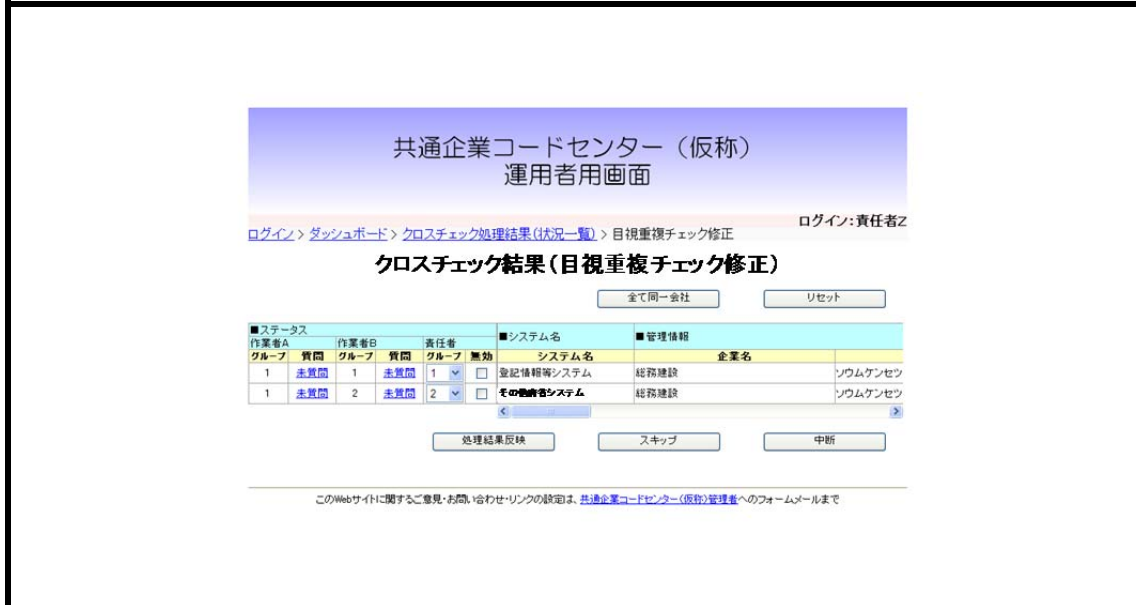 共通企業コードセンター（仮称）
運用者用画面
ログイン：責任者Z
ログイン > ダッシュボード > クロスチェック処理結果（状況一覧） > 目視重複チェック修正
クロスチェック結果（目視重複チェック修正）
全て同一会社 リセット
■ステータス ■システム名 ■管理情報
作業者A 作業者B 責任者
グループ 質問 グループ 質問 グループ 無効 システム名 企業名
1 未質問 1 未質問 1 登記情報等システム 総務建設 ソウムケンセツ
1 未質問 2 未質問 2 総務建設 ソウムケンセツ
処理結果反映 スキップ 中断
このWebサイトに関するご意見・お問い合わせ・リンクの設定は、共通企業コードセンター（仮称）管理者へのフォームメールまで